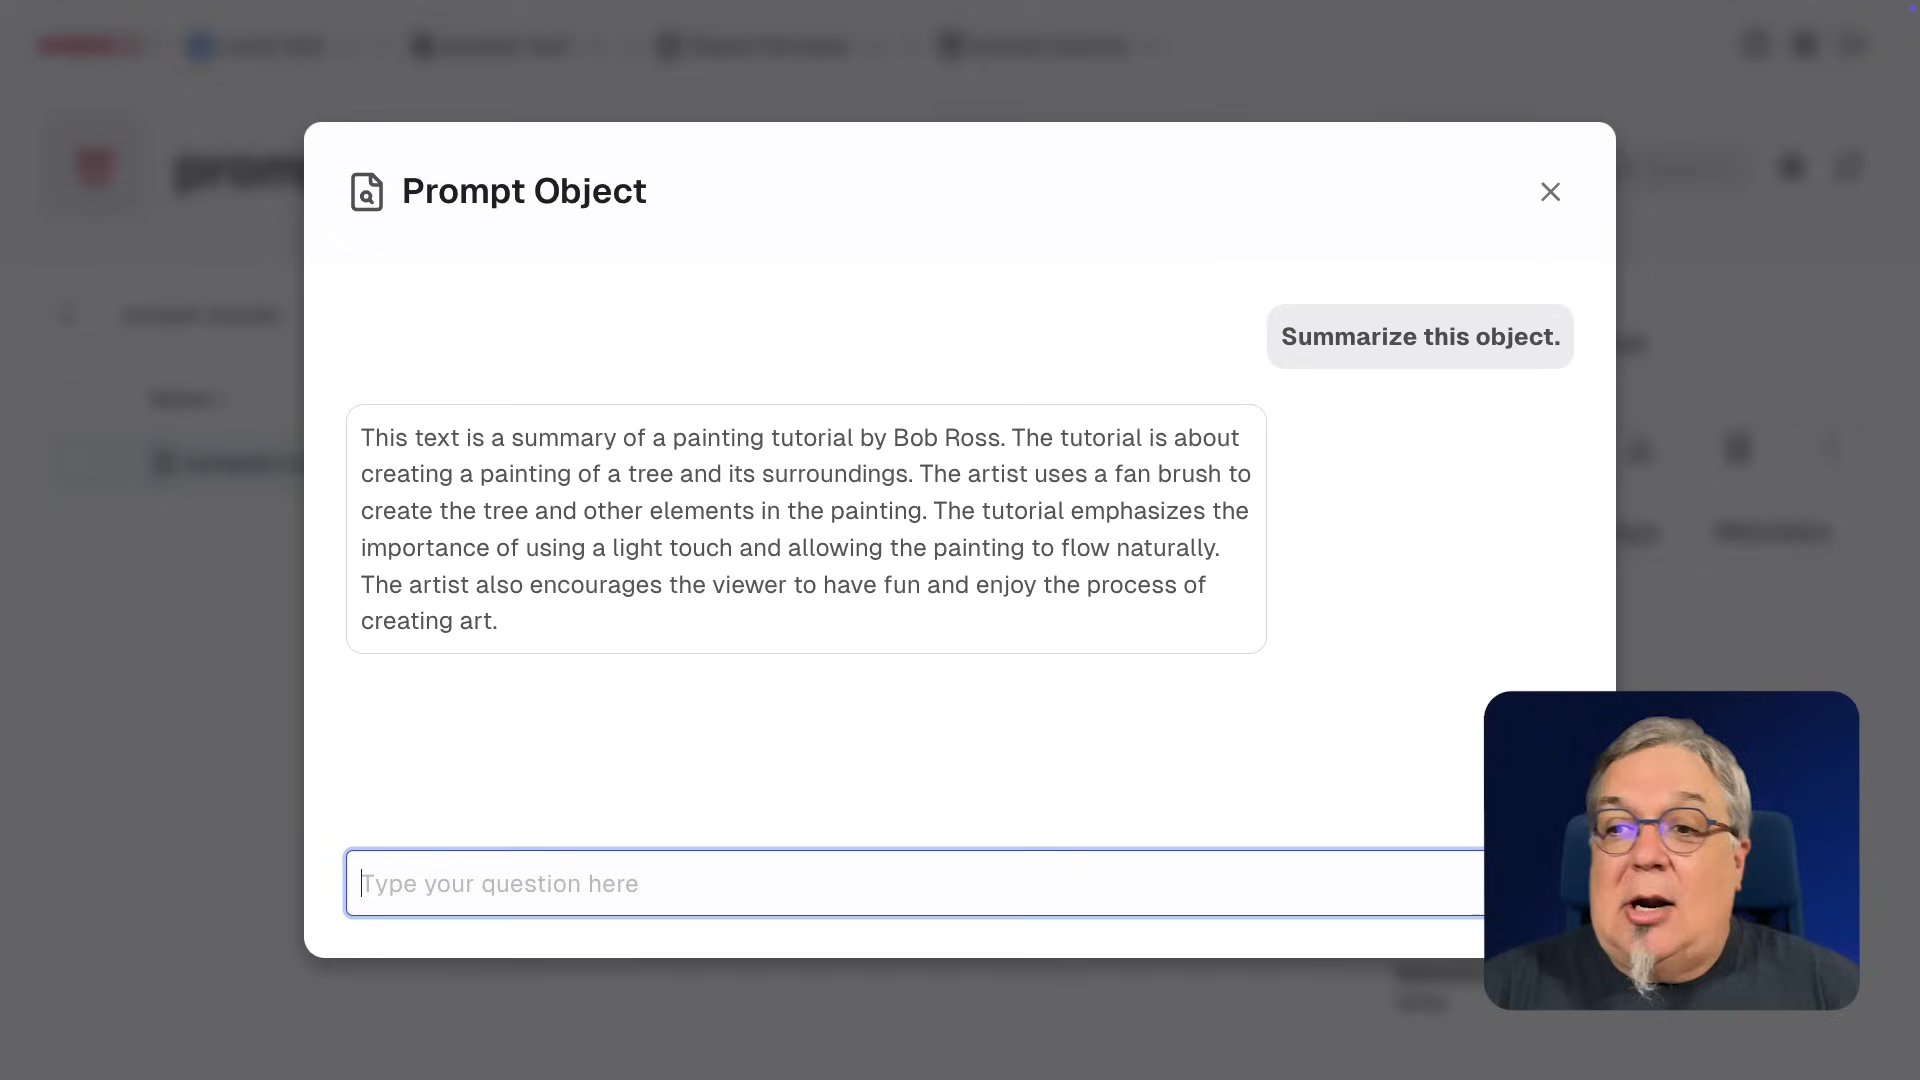 Prompt Object
Summarize this object.
This text is a summary of a painting tutorial by Bob Ross. The tutorial is about
creating a painting of a tree and its surroundings. The artist uses a fan brush to
create the tree and other elements in the painting. The tutorial emphasizes the
importance of using a light touch and allowing the painting to flow naturally.
The artist also encourages the viewer to have fun and enjoy the process of
creating art.
Type your question here